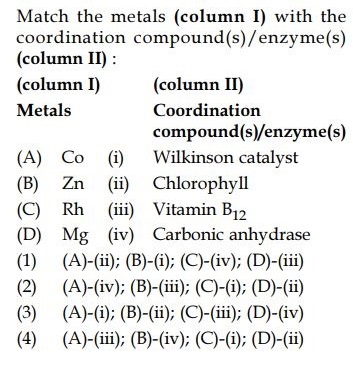 Match the metals (column I) with the
coordination compound(s)/enzyme(s)
(column II) :
(column I) (column II)
Metals Coordination
compound(s)/enzyme(s)
(A) Co (i) Wilkinson catalyst
(B) Zn (ii) Chlorophyll
(C) Rh (iii) Vitamin B12
(D) Mg (iv) Carbonic anhydrase
(1) (A)-(ii); (B)-(i); (C)-(iv); (D)-(iii)
(2) (A)-(iv); (B)-(iii); (C)-(i); (D)-(ii)
(3) (A)-(i); (B)-(ii); (C)-(iii); (D)-(iv)
(4) (A)-(iii); (B)-(iv); (C)-(i); (D)-(ii)